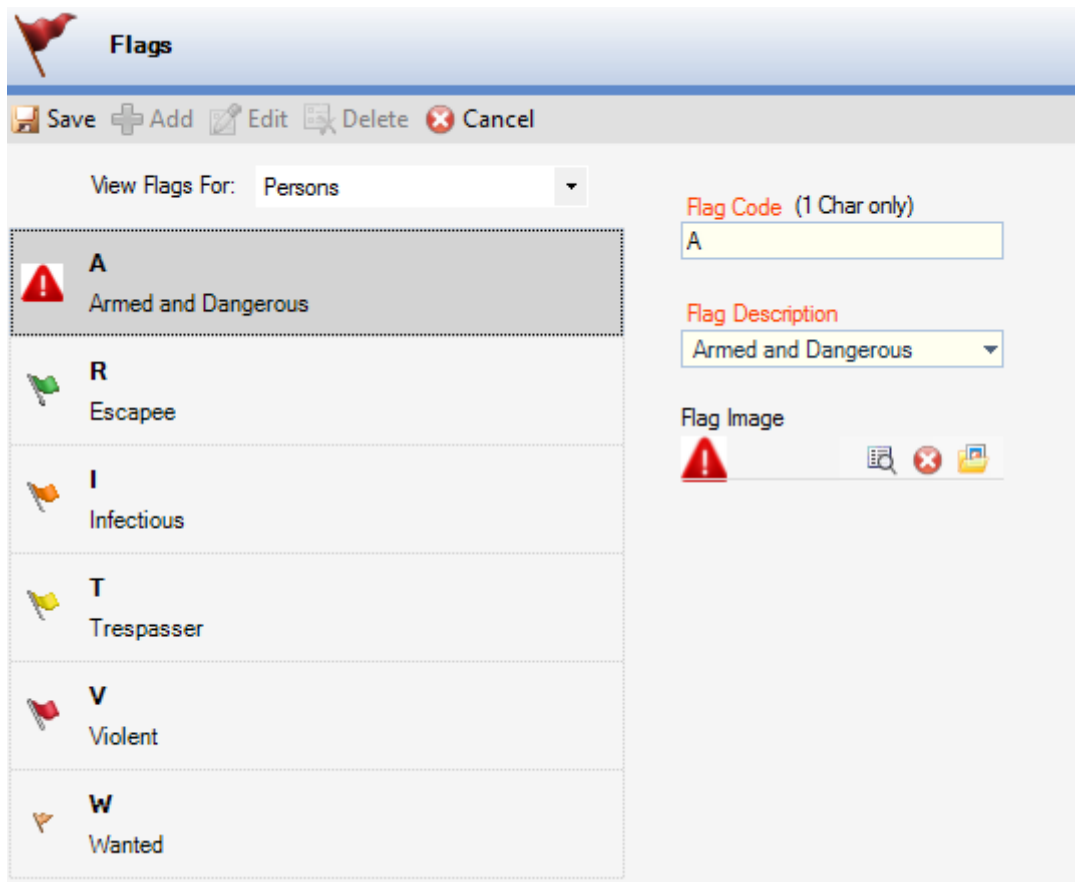 Flags
Save Add Edit Delete Cancel
View Flags For: Persons
A
Armed and Dangerous
R
Escapee
I
Infectious
T
Trespasser
V
Violent
W
Wanted
Flag Code (1 Char only)
A
Flag Description
Armed and Dangerous
Flag Image